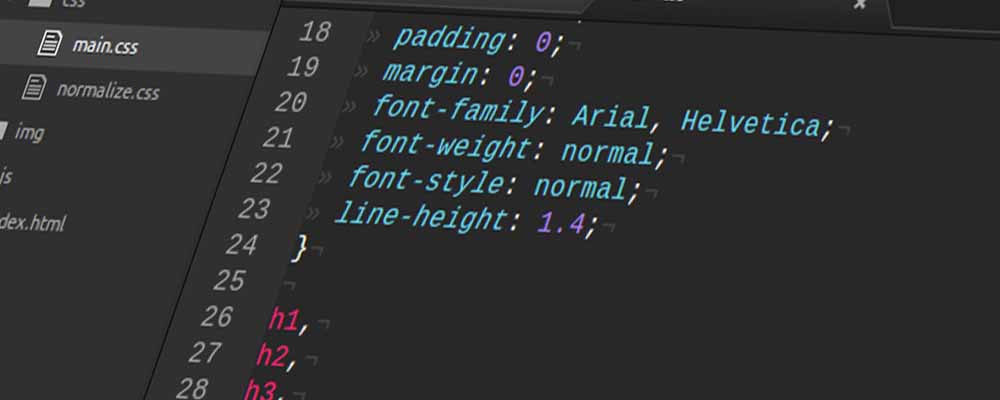 css
main.css
normalize.css
img
js
dex.html
18 » padding: 0;¬
19 » margin: 0;¬
20 » font-family: Arial, Helvetica;¬
21 » font-weight: normal;¬
22 » font-style: normal;¬
23 » line-height: 1.4;¬
24 }¬
25 ¬
26 h1,¬
27 h2,¬
28 h3,¬